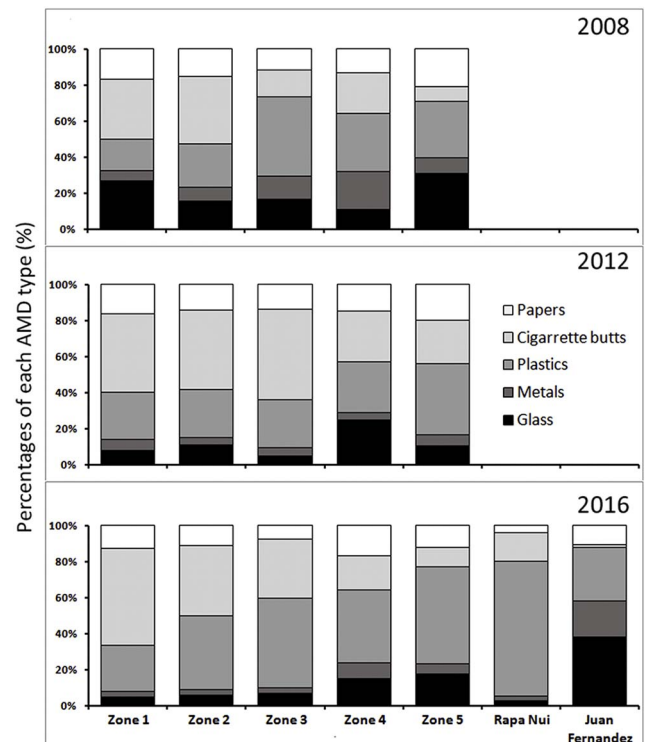 2008
100%
80%
60%
40%
20%
0%
2012
100%
80%
60%
40%
20%
0%
Papers
Cigarrette butts
Plastics
Metals
Glass
2016
100%
80%
60%
40%
20%
0%
Zone 1 Zone 2 Zone 3 Zone 4 Zone 5 Rapa Nui Juan
Fernandez
Percentages of each AMD type (%)